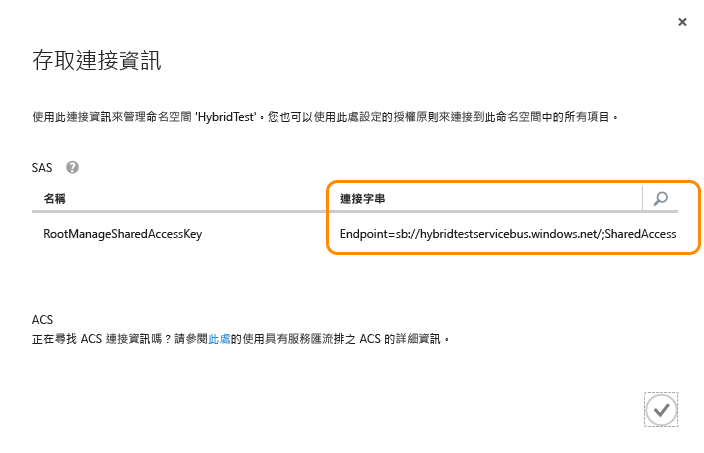 存取連接資訊
使用此連接資訊來管理命名空間 'HybridTest'。您也可以使用此處設定的授權原則來連接到此命名空間中的所有項目。
SAS ?
名稱 連接字串
RootManageSharedAccessKey Endpoint=sb://hybridtestservicebus.windows.net/;SharedAccess
ACS
正在尋找 ACS 連接資訊嗎？請參閱此處的使用具有服務匯流排之 ACS 的詳細資訊。